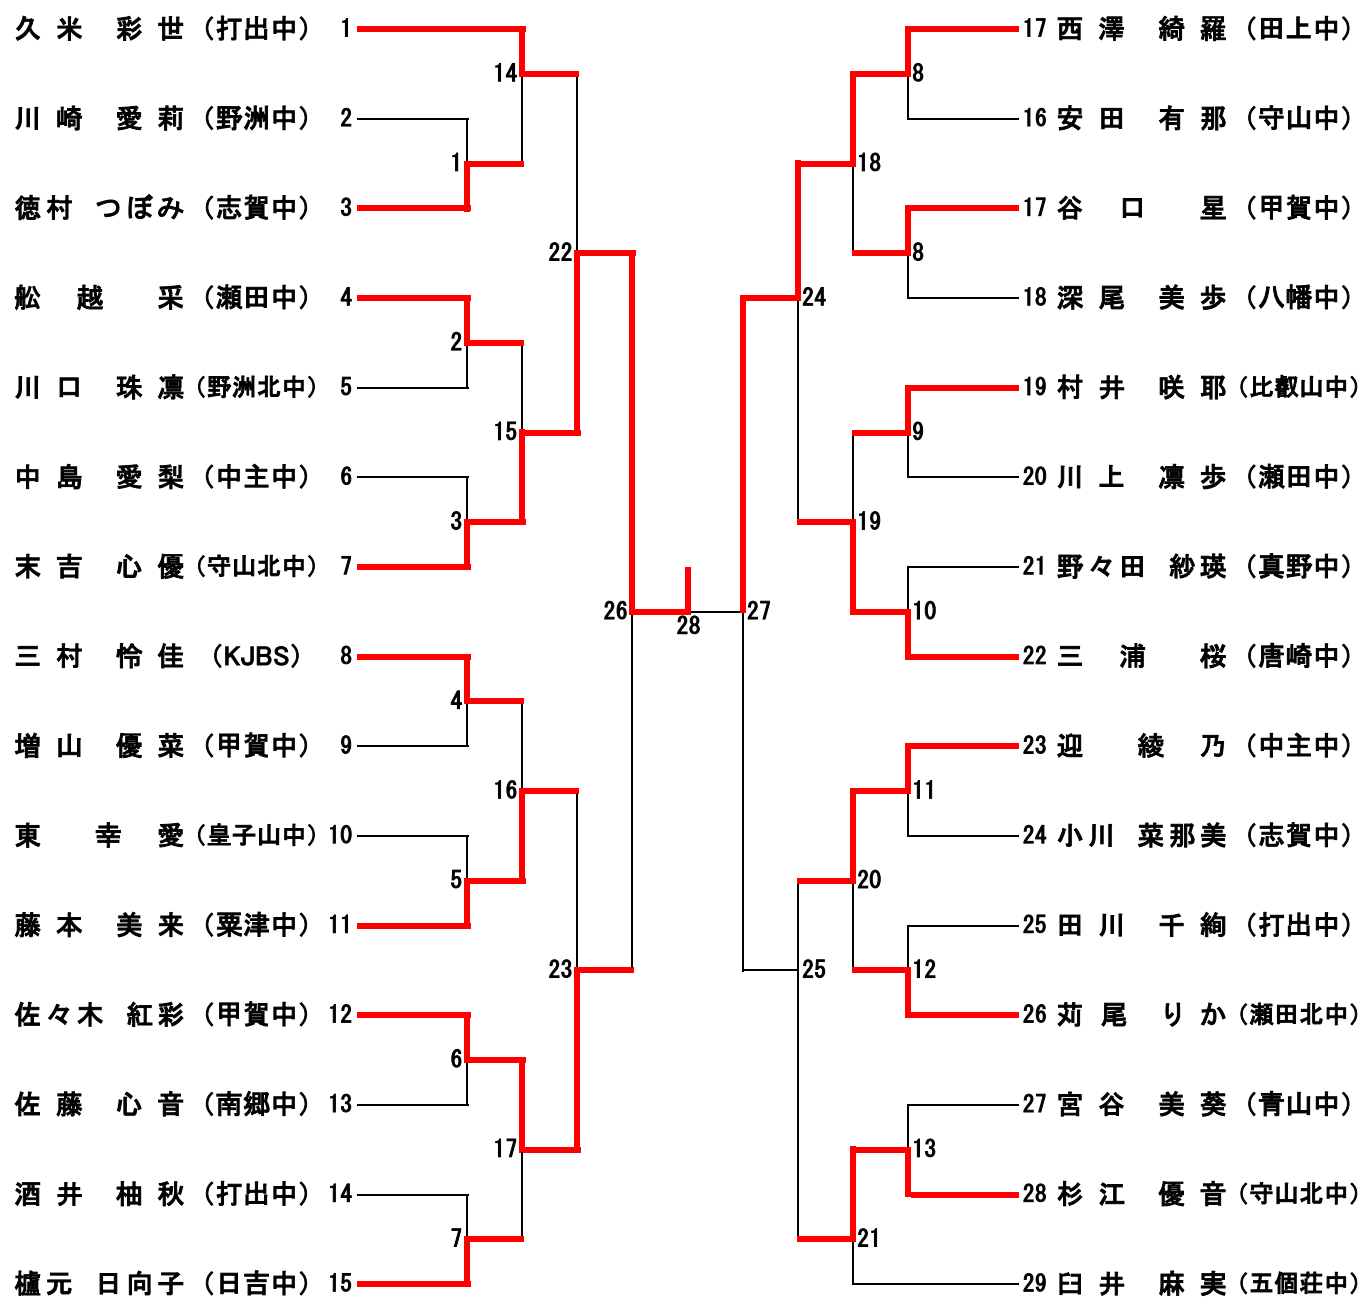 久米 彩世 (打出中) 1
川崎 愛莉 (野洲中) 2
徳村 つぼみ (志賀中) 3
舩越 采 (瀬田中) 4
川口 珠凛 (野洲北中) 5
中島 愛梨 (中主中) 6
末吉 心優 (守山北中) 7
三村 怜佳 (KJBS) 8
増山 優菜 (甲賀中) 9
東 幸愛 (皇子山中) 10
藤本 美来 (粟津中) 11
佐々木 紅彩 (甲賀中) 12
佐藤 心音 (南郷中) 13
酒井 柚秋 (打出中) 14
櫨元 日向子 (日吉中) 15
14
1
22
2
15
3
26
4
16
5
23
6
17
7
28
17 西澤 綺羅 (田上中)
16 安田 有那 (守山中)
17 谷口 星 (甲賀中)
18 深尾 美歩 (八幡中)
19 村井 咲耶 (比叡山中)
20 川上 凛歩 (瀬田中)
21 野々田 紗瑛 (真野中)
22 三浦 桜 (唐崎中)
23 迎 綾乃 (中主中)
24 小川 菜那美 (志賀中)
25 田川 千絢 (打出中)
26 苅尾 りか (瀬田北中)
27 宮谷 美葵 (青山中)
28 杉江 優音 (守山北中)
29 臼井 麻実 (五個荘中)
8
18
8
24
9
19
10
27
11
20
12
25
13
21